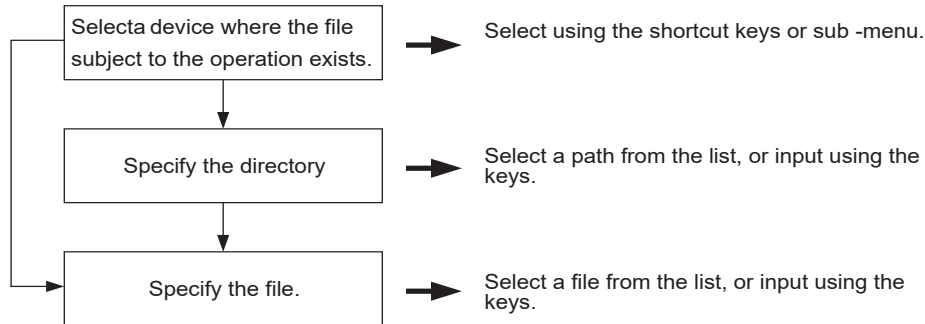 Selecta device where the file
subject to the operation exists.
Select using the shortcut keys or sub -menu.
Specify the directory
Select a path from the list, or input using the
keys.
Specify the file.
Select a file from the list, or input using the
keys.